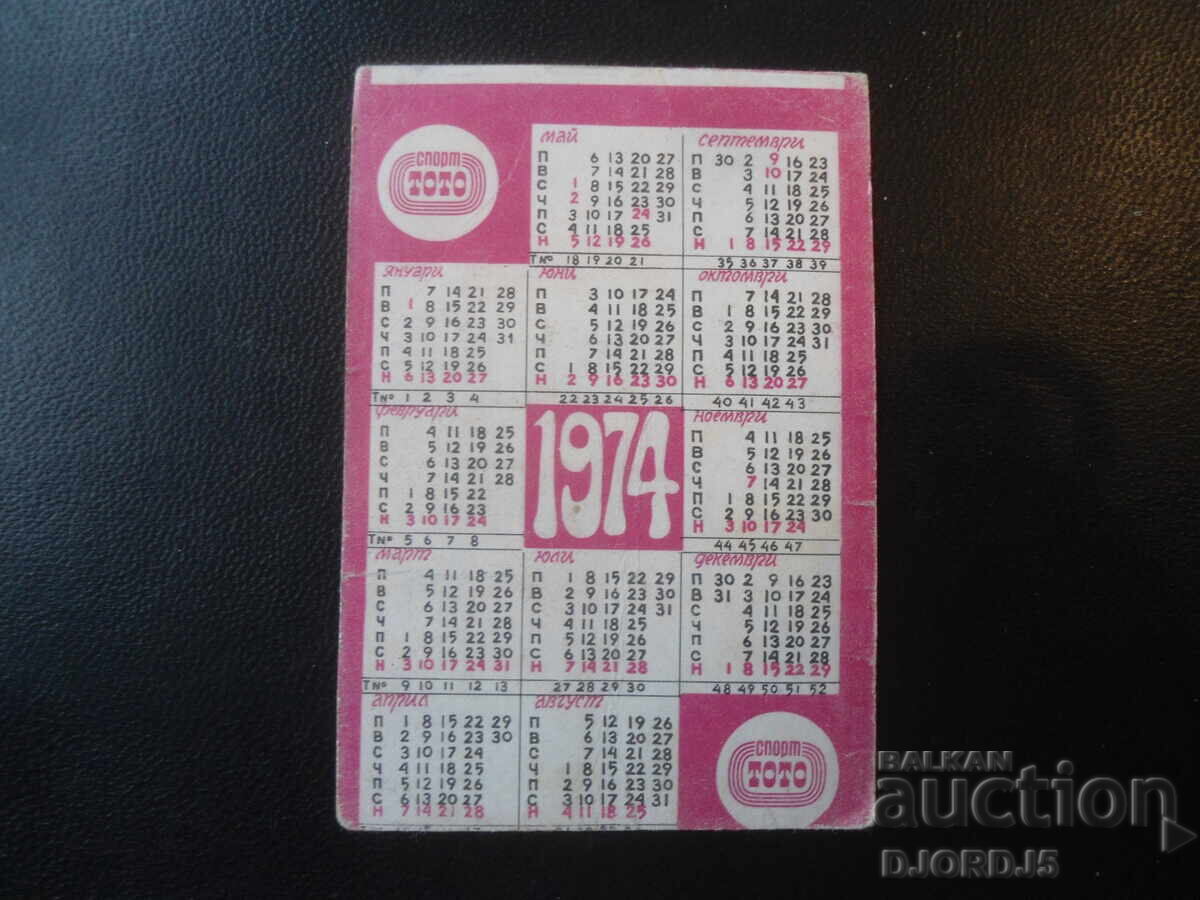 спорт
ТОТО
май
П 6 13 20 27
В 7 14 21 28
С 1 8 15 22 29
Ч 2 9 16 23 30
П 3 10 17 24 31
С 4 11 18 25
Н 5 12 19 26
Т№ 18 19 20 21
септември
П 30 2 9 16 23
В 3 10 17 24
С 4 11 18 25
Ч 5 12 19 26
П 6 13 20 27
С 7 14 21 28
Н 1 8 15 22 29
35 36 37 38 39
януари
П 7 14 21 28
В 1 8 15 22 29
С 2 9 16 23 30
Ч 3 10 17 24 31
П 4 11 18 25
С 5 12 19 26
Н 6 13 20 27
Т№ 1 2 3 4
юни
П 3 10 17 24
В 4 11 18 25
С 5 12 19 26
Ч 6 13 20 27
П 7 14 21 28
С 1 8 15 22 29
Н 2 9 16 23 30
22 23 24 25 26
октомври
П 7 14 21 28
В 1 8 15 22 29
С 2 9 16 23 30
Ч 3 10 17 24 31
П 4 11 18 25
С 5 12 19 26
Н 6 13 20 27
40 41 42 43
февруари
П 4 11 18 25
В 5 12 19 26
С 6 13 20 27
Ч 7 14 21 28
П 1 8 15 22
С 2 9 16 23
Н 3 10 17 24
Т№ 5 6 7 8
1974
ноември
П 4 11 18 25
В 5 12 19 26
С 6 13 20 27
Ч 7 14 21 28
П 1 8 15 22 29
С 2 9 16 23 30
Н 3 10 17 24
44 45 46 47
март
П 4 11 18 25
В 5 12 19 26
С 6 13 20 27
Ч 7 14 21 28
П 1 8 15 22 29
С 2 9 16 23 30
Н 3 10 17 24 31
Т№ 9 10 11 12 13
юли
П 1 8 15 22 29
В 2 9 16 23 30
С 3 10 17 24 31
Ч 4 11 18 25
П 5 12 19 26
С 6 13 20 27
Н 7 14 21 28
27 28 29 30
декември
П 30 2 9 16 23
В 31 3 10 17 24
С 4 11 18 25
Ч 5 12 19 26
П 6 13 20 27
С 7 14 21 28
Н 1 8 15 22 29
48 49 50 51 52
април
П 1 8 15 22 29
В 2 9 16 23 30
С 3 10 17 24
Ч 4 11 18 25
П 5 12 19 26
С 6 13 20 27
Н 7 14 21 28
август
П 5 12 19 26
В 6 13 20 27
С 7 14 21 28
Ч 1 8 15 22 29
П 2 9 16 23 30
С 3 10 17 24 31
Н 4 11 18 25
спорт
ТОТО
BALKAN
auction
DJORDJ5